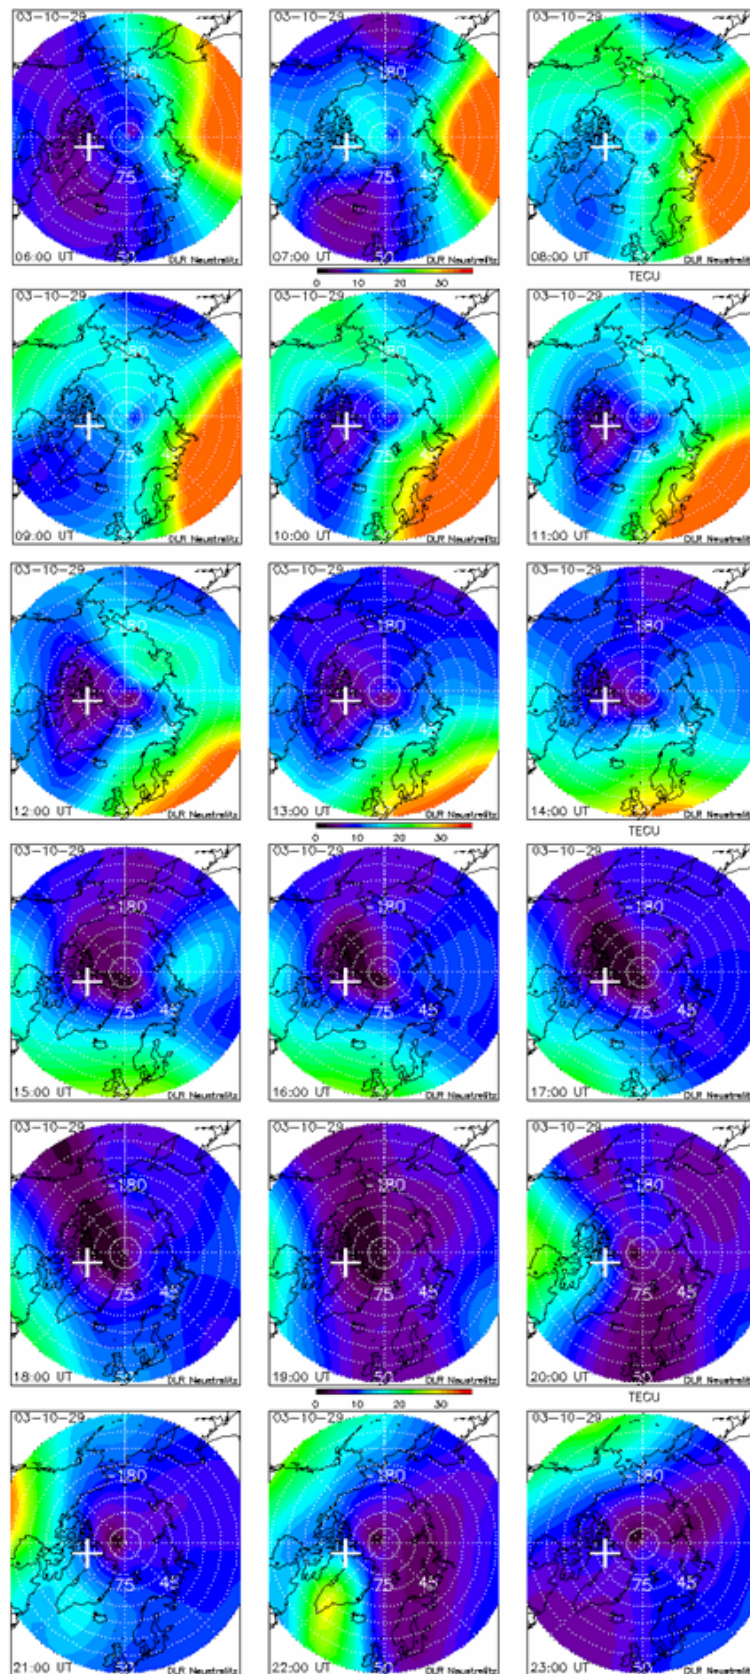 03-10-29 03-10-29 03-10-29
-180 -180 -180
75 45 75 45 75 45
50 50 50
06:00 UT DLR Neustrelitz 07:00 UT DLR Neustrelitz 08:00 UT DLR Neustrelitz
0 10 20 30 TECU
03-10-29 03-10-29 03-10-29
-180 -180 -180
75 45 75 45 75 45
09:00 UT DLR Neustrelitz 10:00 UT DLR Neustrelitz 11:00 UT DLR Neustrelitz
03-10-29 03-10-29 03-10-29
-180 -180 -180
75 45 75 45 75 45
12:00 UT DLR Neustrelitz 13:00 UT DLR Neustrelitz 14:00 UT DLR Neustrelitz
0 10 20 30 TECU
03-10-29 03-10-29 03-10-29
-180 -180 -180
75 45 75 45 75 45
15:00 UT DLR Neustrelitz 16:00 UT DLR Neustrelitz 17:00 UT DLR Neustrelitz
03-10-29 03-10-29 03-10-29
-180 -180 -180
75 45 75 45 75 45
50 50 50
18:00 UT DLR Neustrelitz 19:00 UT DLR Neustrelitz 20:00 UT DLR Neustrelitz
0 10 20 30 TECU
03-10-29 03-10-29 03-10-29
-180 -180 -180
75 45 75 45 75 45
50 50 50
21:00 UT DLR Neustrelitz 22:00 UT DLR Neustrelitz 23:00 UT DLR Neustrelitz